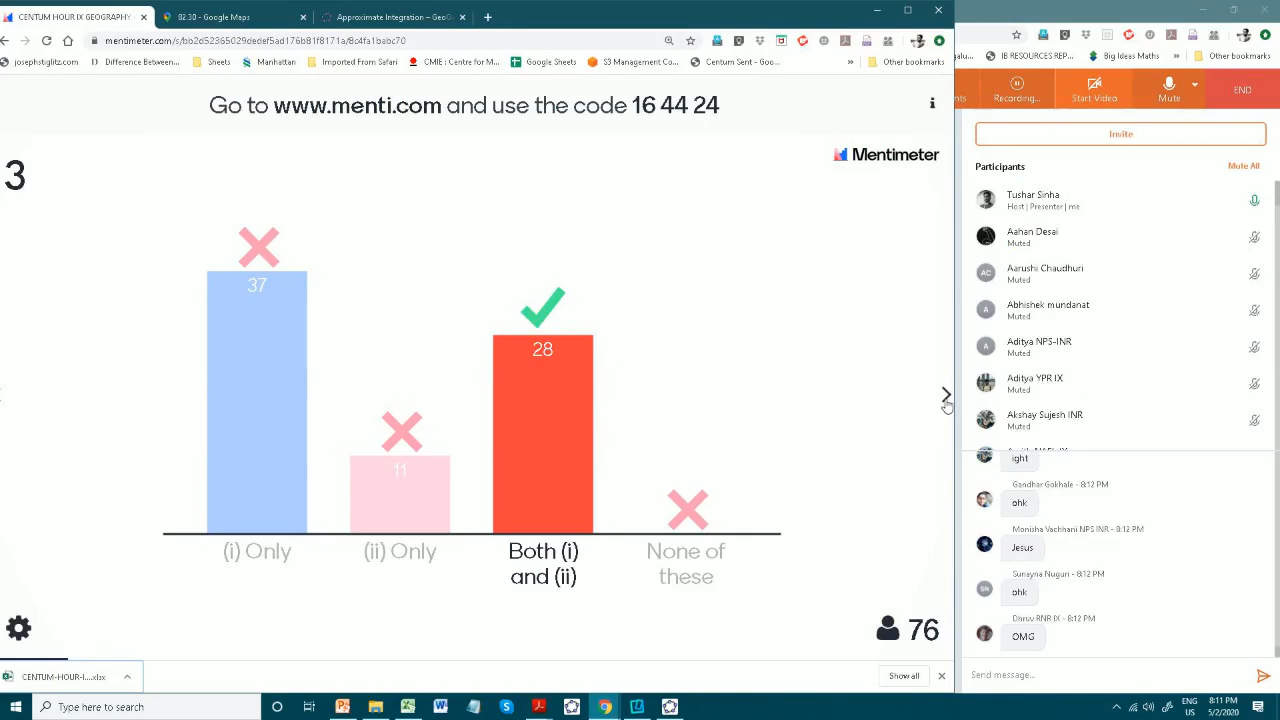 CENTUM HOUR IX GEOGRAPHY
82.30 - Google Maps
Approximate Integration – GeoG
mentimeter.com/s/bb2d52365029dedef5ad176b81f8171a/8c4fa1babc70
josephstiglitz.com
Difference Between...
Sheets
Manhattan
Imported From Safari
CMIE : Centre for M...
Google Sheets
S3 Management Co...
Centum Sent - Goo...
»
Other bookmarks
IB RESOURCES REP...
Big Ideas Maths
»
Other bookmarks
Go to www.menti.com and use the code 16 44 24
Mentimeter
3
37
11
28
(i) Only
(ii) Only
Both (i)
and (ii)
None of
these
76
Recording...
Start Video
Mute
END
Invite
Participants
Mute All
Tushar Sinha
Host | Presenter | me
Aahan Desai
Muted
AC
Aarushi Chaudhuri
Muted
A
Abhishek mundanat
Muted
A
Aditya NPS-INR
Muted
Aditya YPR IX
Muted
Akshay Sujesh INR
Muted
ight
Gandhar Gokhale - 8:12 PM
ohk
Monisha Vachhani NPS INR - 8:12 PM
Jesus
Sunayna Nuguri - 8:12 PM
SN
ohk
Dhruv RNR IX - 8:12 PM
OMG
Send message...
CENTUM-HOUR-I....xlsx
Show all
Type here to search
ENG
US
8:11 PM
5/2/2020